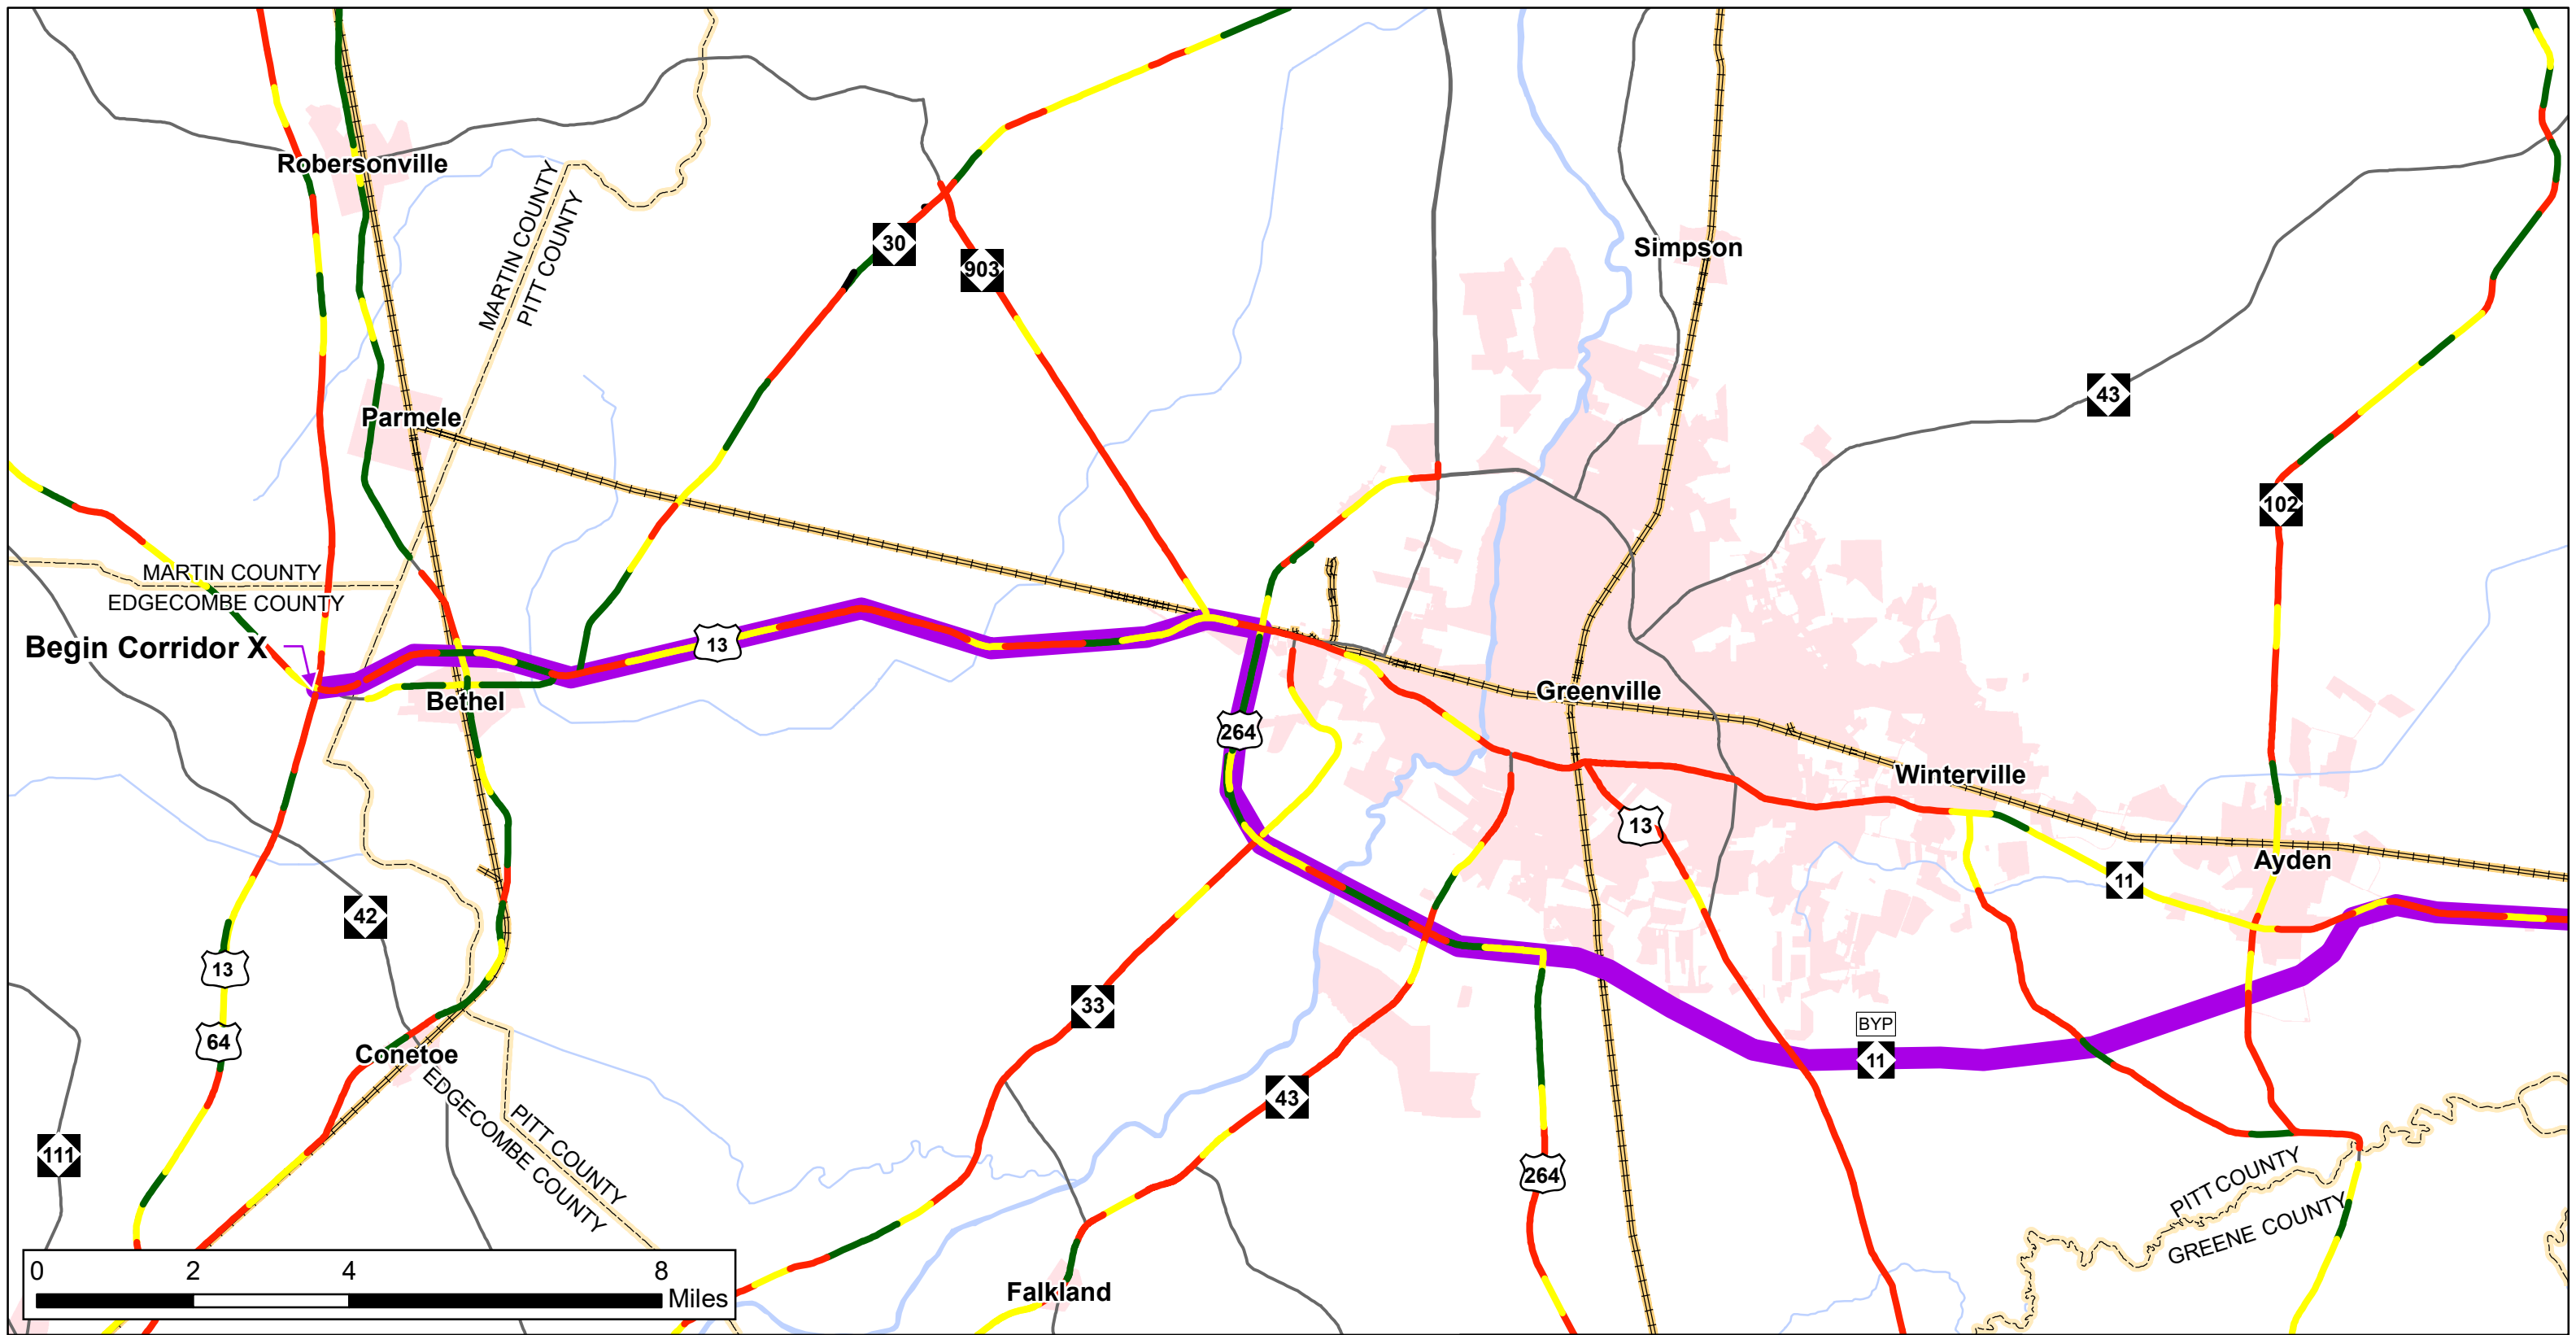 Robersonville
MARTIN COUNTY
PITT COUNTY
30
903
Simpson
Parmele
43
102
MARTIN COUNTY
EDGECOMBE COUNTY
Begin Corridor X
13
Bethel
264
Greenville
Winterville
13
Ayden
11
42
13
33
64
BYP
11
Conetoe
EDGECOMBE COUNTY
PITT COUNTY
43
111
264
PITT COUNTY
GREENE COUNTY
Falkland
0 2 4 8
Miles